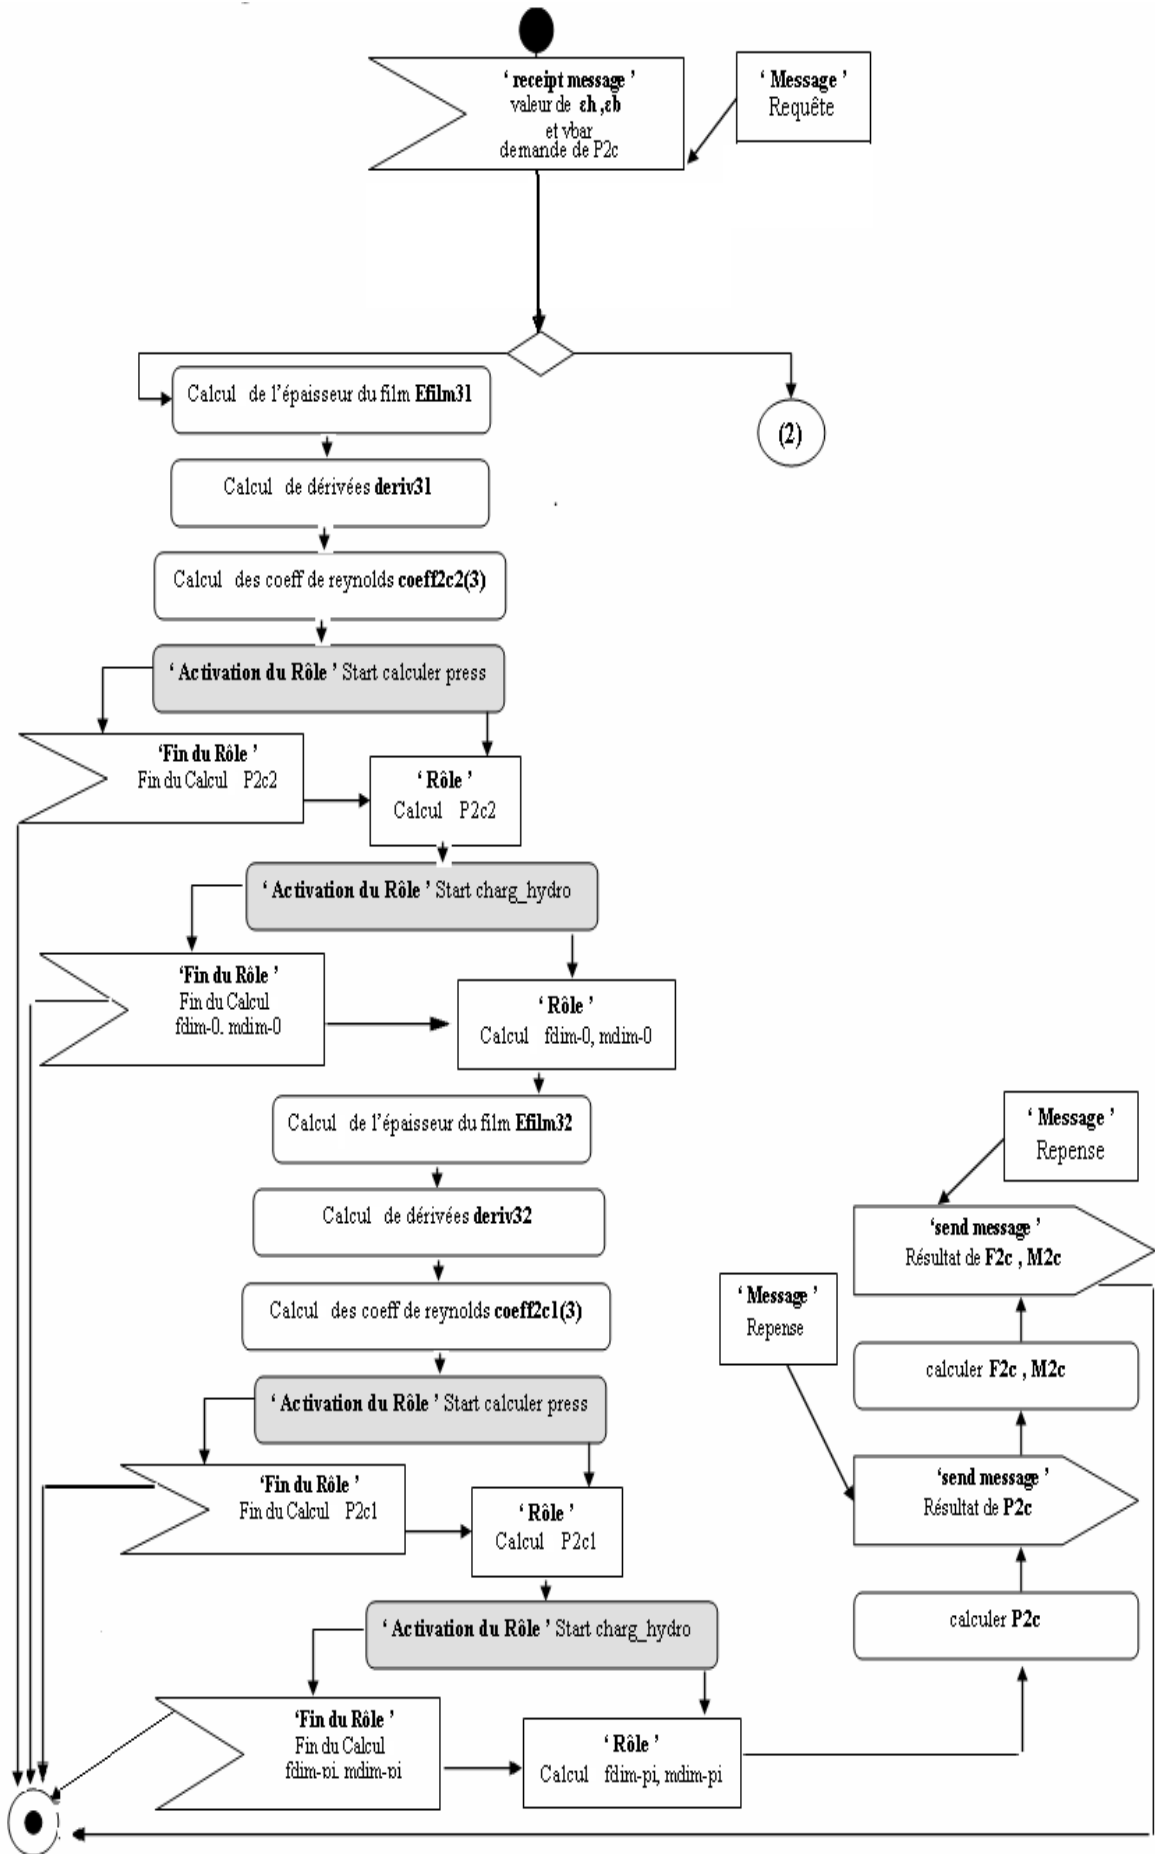 ‘ receipt message ’
valeur de εh ,εb
et vbar
demande de P2c
‘ Message ’
Requête
Calcul de l’épaisseur du film Efilm31
(2)
Calcul de dérivées deriv31
Calcul des coeff de reynolds coeff2c2(3)
‘ Activation du Rôle ’ Start calculer press
‘Fin du Rôle ’
Fin du Calcul P2c2
‘ Rôle ’
Calcul P2c2
‘ Activation du Rôle ’ Start charg_hydro
‘Fin du Rôle ’
Fin du Calcul
fdim-0. mdim-0
‘ Rôle ’
Calcul fdim-0, mdim-0
Calcul de l’épaisseur du film Efilm32
Calcul de dérivées deriv32
Calcul des coeff de reynolds coeff2c1(3)
‘ Activation du Rôle ’ Start calculer press
‘Fin du Rôle ’
Fin du Calcul P2c1
‘ Rôle ’
Calcul P2c1
‘ Activation du Rôle ’ Start charg_hydro
‘Fin du Rôle ’
Fin du Calcul
fdim-pi. mdim-pi
‘ Rôle ’
Calcul fdim-pi, mdim-pi
‘ Message ’
Repense
‘send message ’
Résultat de F2c , M2c
‘ Message ’
Repense
calculer F2c , M2c
‘send message ’
Résultat de P2c
calculer P2c